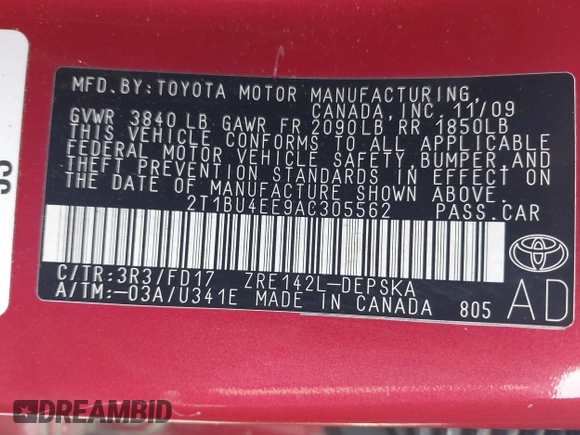 MFD. BY: TOYOTA MOTOR MANUFACTURING,
CANADA, INC. 11/09
GVWR 3840 LB GAWR FR 2090LB RR 1850LB
THIS VEHICLE CONFORMS TO ALL APPLICABLE
FEDERAL MOTOR VEHICLE SAFETY, BUMPER, AND
THEFT PREVENTION STANDARDS IN EFFECT ON
THE DATE OF MANUFACTURE SHOWN ABOVE.
2T1BU4EE9AC305562 PASS. CAR
C/TR: 3R3/FD17 ZRE142L-DEPSKA
A/TM: -03A/U341E MADE IN CANADA 805
TOYOTA
AD
DREAMBID